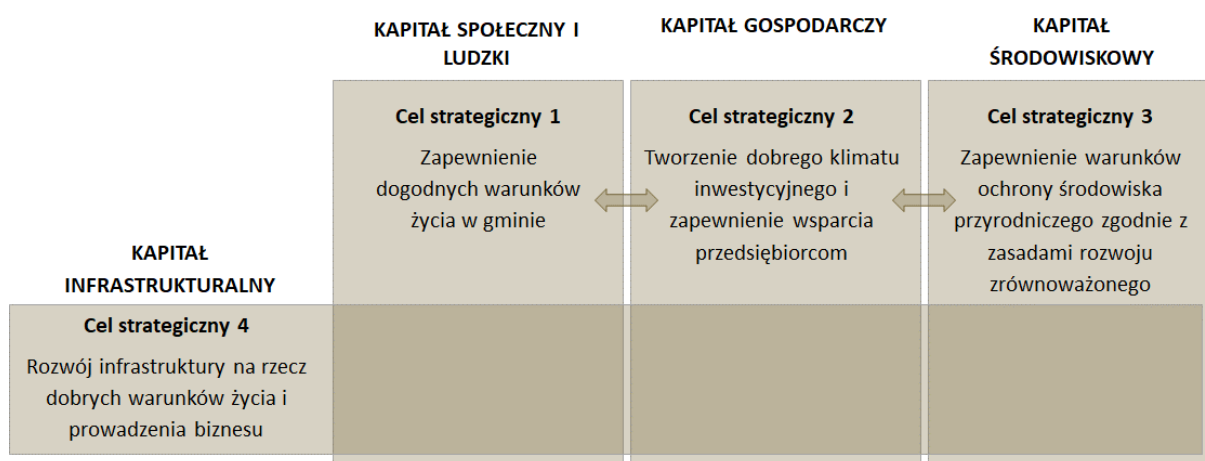 KAPITAŁ SPOŁECZNY I
LUDZKI
KAPITAŁ GOSPODARCZY
KAPITAŁ
ŚRODOWISKOWY
Cel strategiczny 1
Zapewnienie
dogodnych warunków
życia w gminie
Cel strategiczny 2
Tworzenie dobrego klimatu
inwestycyjnego i
zapewnienie wsparcia
przedsiębiorcom
Cel strategiczny 3
Zapewnienie warunków
ochrony środowiska
przyrodniczego zgodnie z
zasadami rozwoju
zrównoważonego
KAPITAŁ
INFRASTRUKTURALNY
Cel strategiczny 4
Rozwój infrastruktury na rzecz
dobrych warunków życia i
prowadzenia biznesu